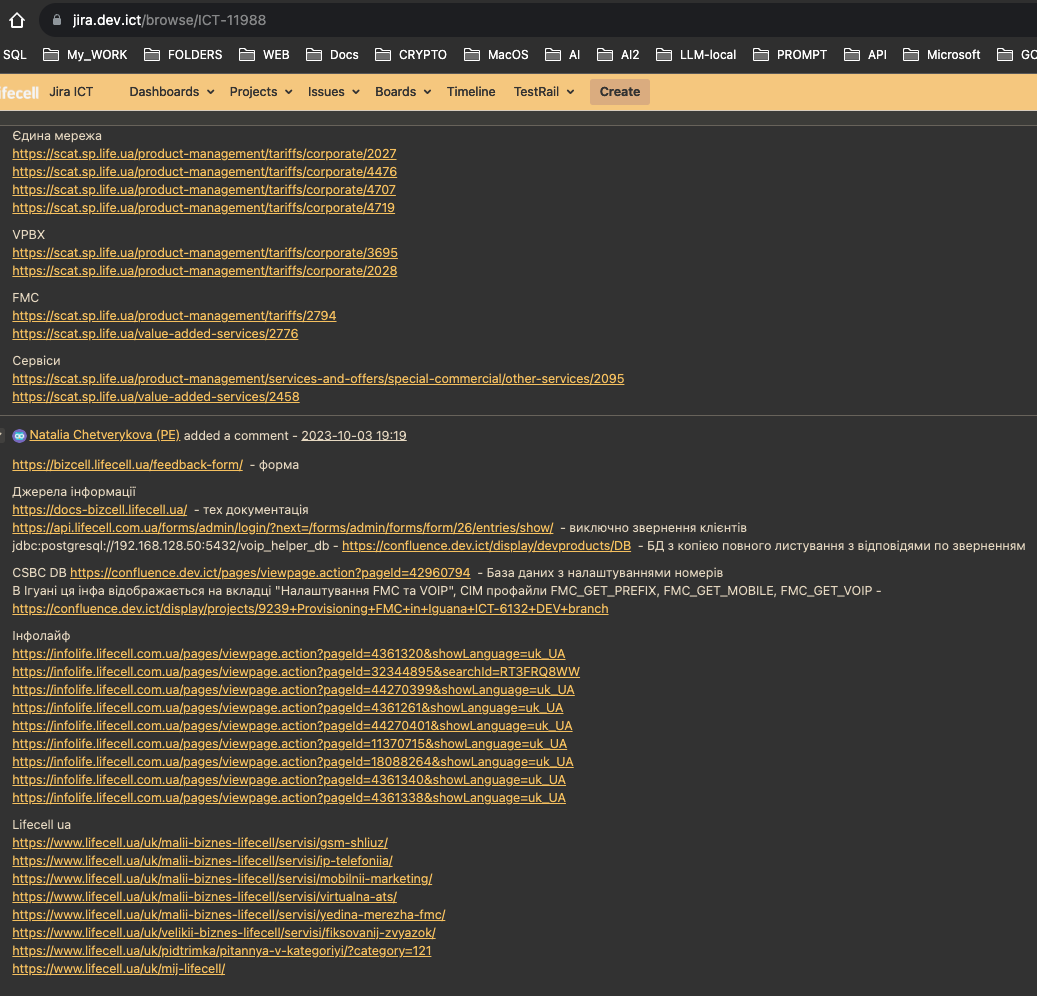 jira.dev.ict/browse/ICT-11988
SQL My_WORK FOLDERS WEB Docs CRYPTO MacOS AI AI2 LLM-local PROMPT API Microsoft
ifecell Jira ICT Dashboards Projects Issues Boards Timeline TestRail Create
Єдина мережа
https://scat.sp.life.ua/product-management/tariffs/corporate/2027
https://scat.sp.life.ua/product-management/tariffs/corporate/4476
https://scat.sp.life.ua/product-management/tariffs/corporate/4707
https://scat.sp.life.ua/product-management/tariffs/corporate/4719
VPBX
https://scat.sp.life.ua/product-management/tariffs/corporate/3695
https://scat.sp.life.ua/product-management/tariffs/corporate/2028
FMC
https://scat.sp.life.ua/product-management/tariffs/2794
https://scat.sp.life.ua/value-added-services/2776
Сервіси
https://scat.sp.life.ua/product-management/services-and-offers/special-commercial/other-services/2095
https://scat.sp.life.ua/value-added-services/2458
Natalia Chetverykova (PE) added a comment - 2023-10-03 19:19
https://bizcell.lifecell.ua/feedback-form/ - форма
Джерела інформації
https://docs-bizcell.lifecell.ua/ - тех документація
https://api.lifecell.com.ua/forms/admin/login/?next=/forms/admin/forms/form/26/entries/show/ - виключно звернення клієнтів
jdbc:postgresql://192.168.128.50:5432/voip_helper_db - https://confluence.dev.ict/display/devproducts/DB - БД з копією повного листування з відповідями по зверненням
CSBC DB https://confluence.dev.ict/pages/viewpage.action?pageId=42960794 - База даних з налаштуваннями номерів
В Ігуані ця інфа відображається на вкладці "Налаштування FMC та VOIP", CIM профайли FMC_GET_PREFIX, FMC_GET_MOBILE, FMC_GET_VOIP -
https://confluence.dev.ict/display/projects/9239+Provisioning+FMC+in+Iguana+ICT-6132+DEV+branch
Інфолайф
https://infolife.lifecell.com.ua/pages/viewpage.action?pageId=4361320&showLanguage=uk_UA
https://infolife.lifecell.com.ua/pages/viewpage.action?pageId=32344895&searchId=RT3FRQ8WW
https://infolife.lifecell.com.ua/pages/viewpage.action?pageId=44270399&showLanguage=uk_UA
https://infolife.lifecell.com.ua/pages/viewpage.action?pageId=4361261&showLanguage=uk_UA
https://infolife.lifecell.com.ua/pages/viewpage.action?pageId=44270401&showLanguage=uk_UA
https://infolife.lifecell.com.ua/pages/viewpage.action?pageId=11370715&showLanguage=uk_UA
https://infolife.lifecell.com.ua/pages/viewpage.action?pageId=18088264&showLanguage=uk_UA
https://infolife.lifecell.com.ua/pages/viewpage.action?pageId=4361340&showLanguage=uk_UA
https://infolife.lifecell.com.ua/pages/viewpage.action?pageId=4361338&showLanguage=uk_UA
Lifecell ua
https://www.lifecell.ua/uk/malii-biznes-lifecell/servisi/gsm-shliuz/
https://www.lifecell.ua/uk/malii-biznes-lifecell/servisi/ip-telefoniia/
https://www.lifecell.ua/uk/malii-biznes-lifecell/servisi/mobilnii-marketing/
https://www.lifecell.ua/uk/malii-biznes-lifecell/servisi/virtualna-ats/
https://www.lifecell.ua/uk/malii-biznes-lifecell/servisi/yedina-merezha-fmc/
https://www.lifecell.ua/uk/velikii-biznes-lifecell/servisi/fiksovanij-zvyazok/
https://www.lifecell.ua/uk/pidtrimka/pitannya-v-kategoriyi/?category=121
https://www.lifecell.ua/uk/mij-lifecell/